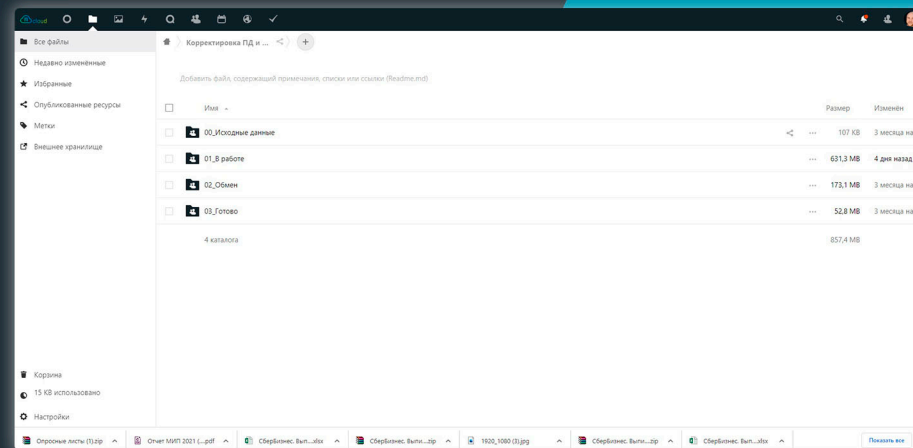 cloud
Все файлы
Недавно изменённые
Избранные
Опубликованные ресурсы
Метки
Внешнее хранилище
Корзина
15 KB использовано
Настройки
Корректировка ПД и ...
Добавить файл, содержащий примечания, списки или ссылки (Readme.md)
Имя Размер Изменён
00_Исходные данные 107 KB 3 месяца на
01_В работе 631,3 MB 4 дня назад
02_Обмен 173,1 MB 3 месяца на
03_Готово 52,8 MB 3 месяца на
4 каталога 857,4 MB
Опросные листы (1).zip
Отчет МИП 2021 (....pdf
СберБизнес. Вып....xlsx
СберБизнес. Выпи....zip
1920_1080 (3).jpg
СберБизнес. Выпи....zip
СберБизнес. Вып....xlsx
Показать все